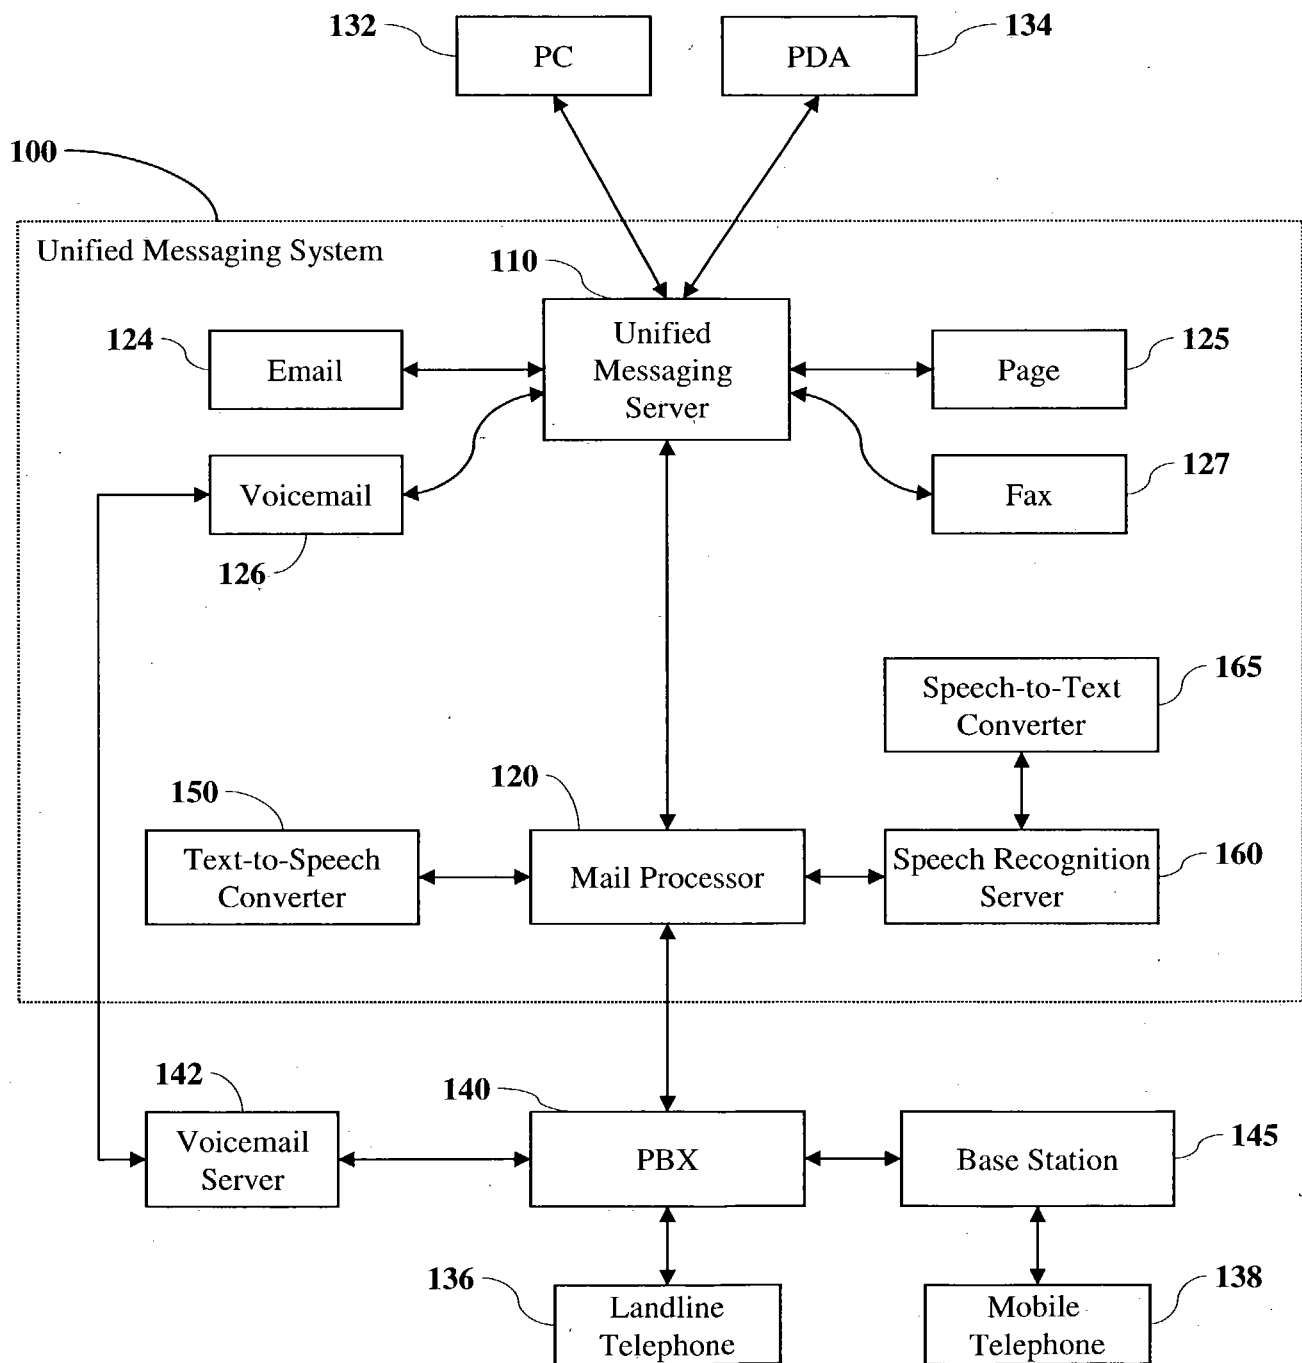 132
PC
PDA
134
100
Unified Messaging System
110
Unified
Messaging
Server
124
Email
Page
125
Voicemail
126
Fax
127
Speech-to-Text
Converter
165
150
Text-to-Speech
Converter
120
Mail Processor
Speech Recognition
Server
160
142
Voicemail
Server
140
PBX
Base Station
145
136
Landline
Telephone
Mobile
Telephone
138